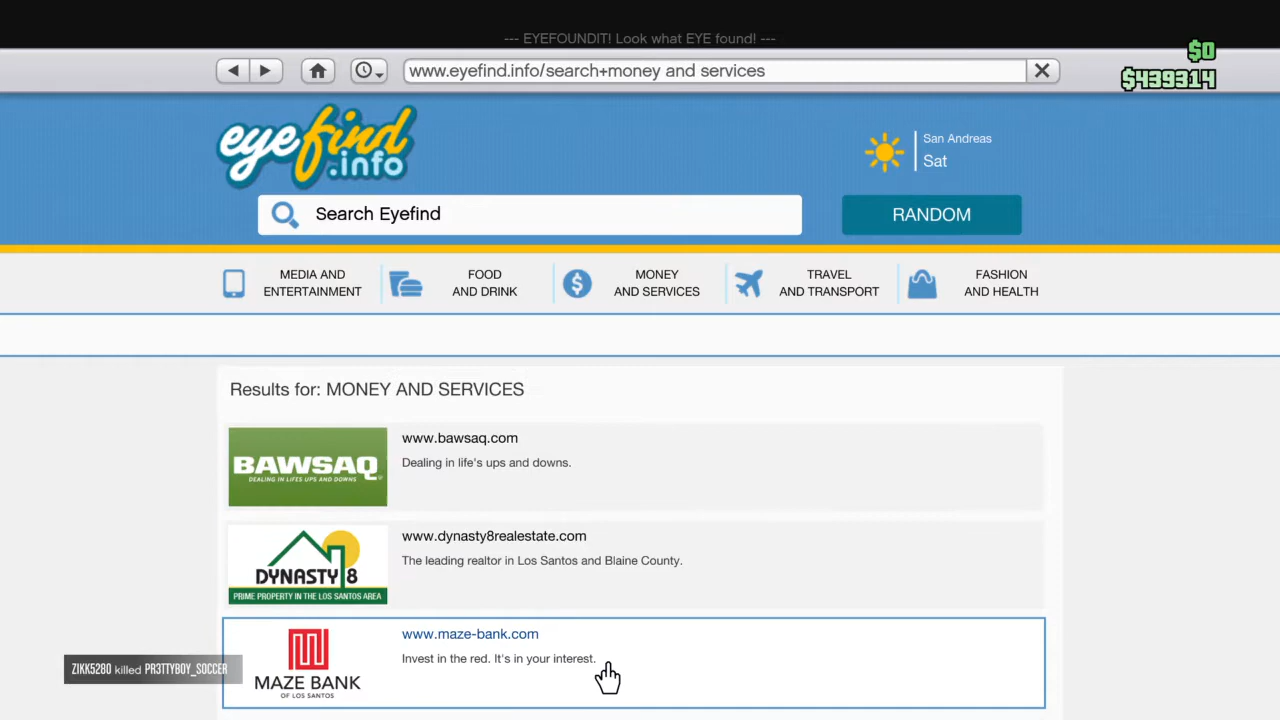 --- EYEFOUNDIT! Look what EYE found! ---
$0
www.eyefind.info/search+money and services
$439314
eyefind
.info
San Andreas
Sat
Search Eyefind
RANDOM
MEDIA AND
ENTERTAINMENT
FOOD
AND DRINK
MONEY
AND SERVICES
TRAVEL
AND TRANSPORT
FASHION
AND HEALTH
Results for: MONEY AND SERVICES
BAWSAQ
DEALING IN LIFES UPS AND DOWNS
www.bawsaq.com
Dealing in life's ups and downs.
DYNASTY 8
PRIME PROPERTY IN THE LOS SANTOS AREA
www.dynasty8realestate.com
The leading realtor in Los Santos and Blaine County.
MAZE BANK
OF LOS SANTOS
www.maze-bank.com
Invest in the red. It's in your interest.
ZIKK5280 killed PR3TTYBOY_SOCCER